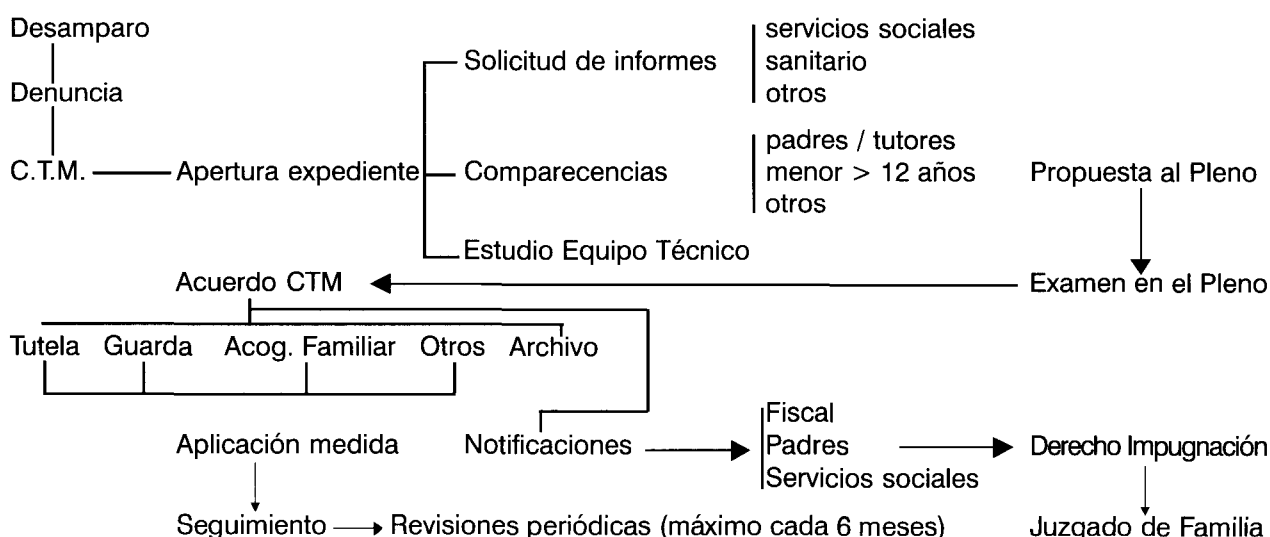 Desamparo
Denuncia
C.T.M.
Apertura expediente
Solicitud de informes
servicios sociales
sanitario
otros
Comparecencias
padres / tutores
menor > 12 años
otros
Estudio Equipo Técnico
Propuesta al Pleno
Examen en el Pleno
Acuerdo CTM
Tutela Guarda Acog. Familiar Otros Archivo
Aplicación medida
Notificaciones
Fiscal
Padres
Servicios sociales
Derecho Impugnación
Seguimiento
Revisiones periódicas (máximo cada 6 meses)
Juzgado de Familia